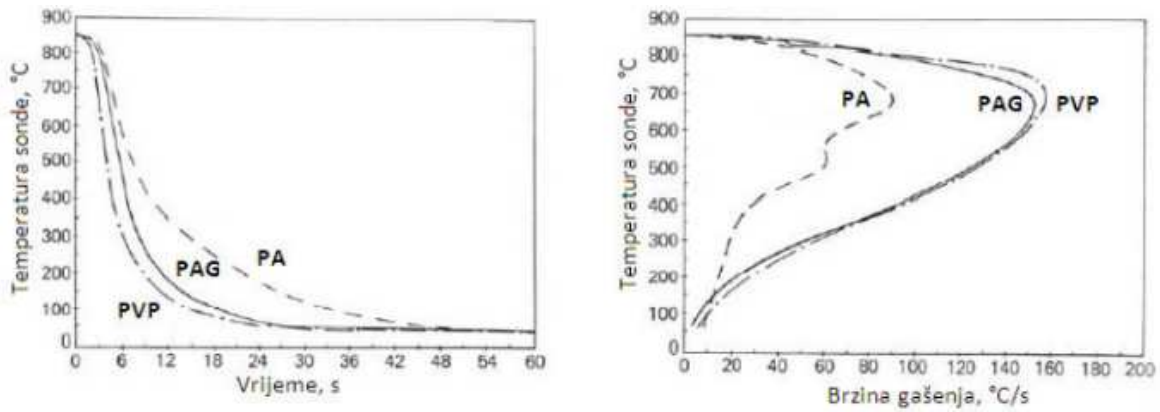 Temperatura sonde, °C
900
800
700
600
500
400
300
200
100
0
PVP
PAG
PA
0 6 12 18 24 30 36 42 48 54 60
Vrijeme, s
Temperatura sonde, °C
900
800
700
600
500
400
300
200
100
0
PA
PAG
PVP
0 20 40 60 80 100 120 140 160 180 200
Brzina gašenja, °C/s